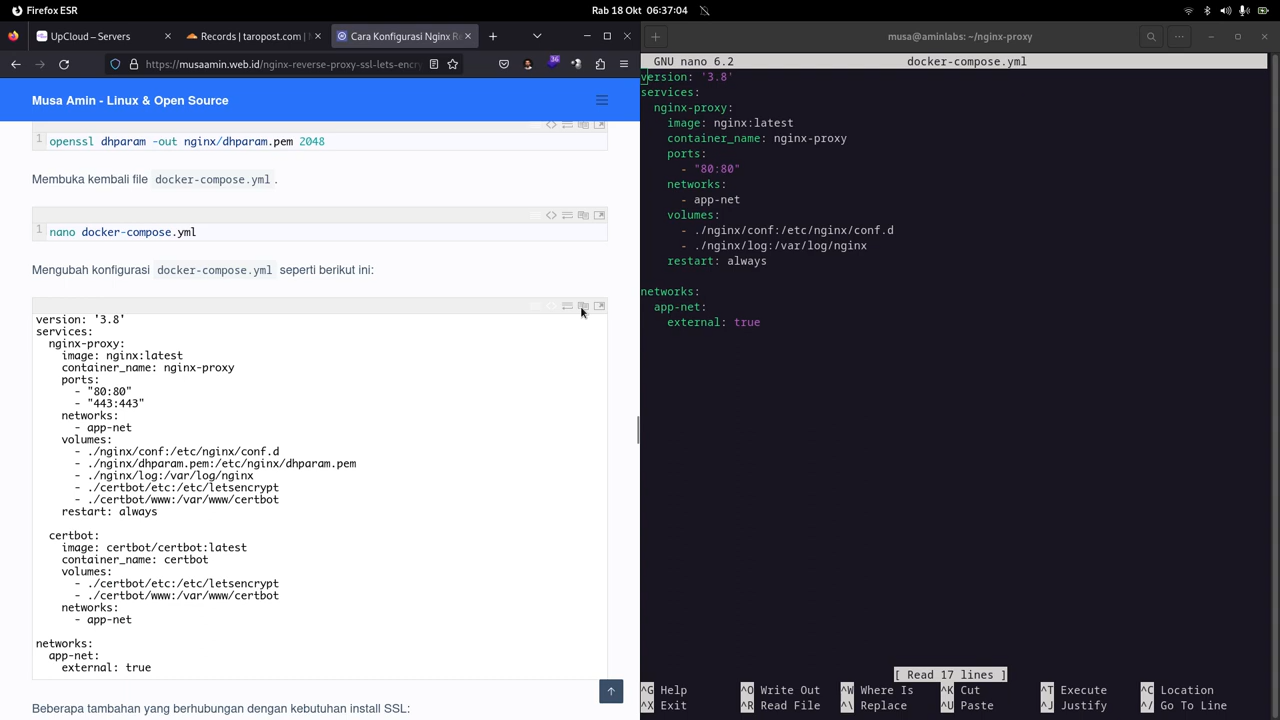 Firefox ESR
Rab 18 Okt 06:37:04
UpCloud – Servers
Records | taropost.com |
Cara Konfigurasi Nginx R
https://musaamin.web.id/nginx-reverse-proxy-ssl-lets-encr
36
Musa Amin - Linux & Open Source
1 openssl dhparam -out nginx/dhparam.pem 2048
Membuka kembali file docker-compose.yml .
1 nano docker-compose.yml
Mengubah konfigurasi docker-compose.yml seperti berikut ini:
version: '3.8'
services:
  nginx-proxy:
    image: nginx:latest
    container_name: nginx-proxy
    ports:
      - "80:80"
      - "443:443"
    networks:
      - app-net
    volumes:
      - ./nginx/conf:/etc/nginx/conf.d
      - ./nginx/dhparam.pem:/etc/nginx/dhparam.pem
      - ./nginx/log:/var/log/nginx
      - ./certbot/etc:/etc/letsencrypt
      - ./certbot/www:/var/www/certbot
    restart: always
  certbot:
    image: certbot/certbot:latest
    container_name: certbot
    volumes:
      - ./certbot/etc:/etc/letsencrypt
      - ./certbot/www:/var/www/certbot
    networks:
      - app-net
networks:
  app-net:
    external: true
Beberapa tambahan yang berhubungan dengan kebutuhan install SSL:
musa@aminlabs: ~/nginx-proxy
GNU nano 6.2 docker-compose.yml
version: '3.8'
services:
  nginx-proxy:
    image: nginx:latest
    container_name: nginx-proxy
    ports:
      - "80:80"
    networks:
      - app-net
    volumes:
      - ./nginx/conf:/etc/nginx/conf.d
      - ./nginx/log:/var/log/nginx
    restart: always
networks:
  app-net:
    external: true
[ Read 17 lines ]
^G Help ^O Write Out ^W Where Is ^K Cut ^T Execute ^C Location
^X Exit ^R Read File ^\ Replace ^U Paste ^J Justify ^/ Go To Line